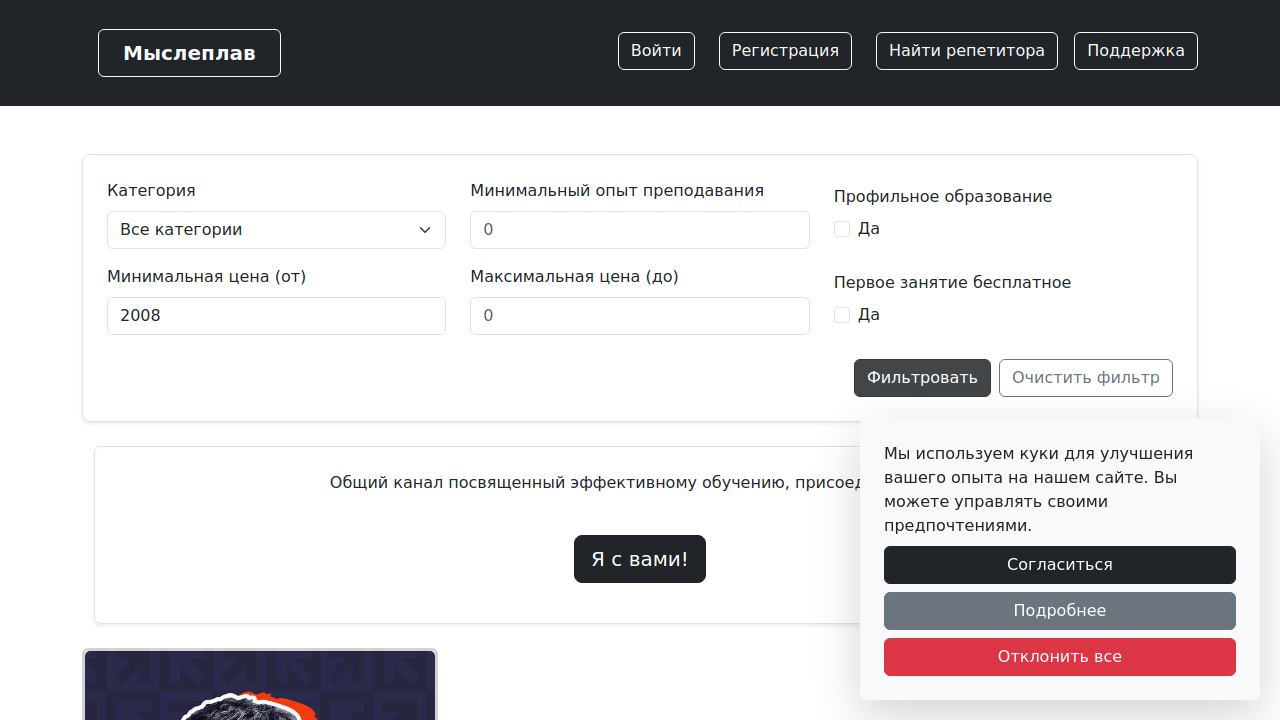 Мыслеплав
Войти
Регистрация
Найти репетитора
Поддержка
Категория
Минимальный опыт преподавания
Профильное образование
Все категории
0
Да
Минимальная цена (от)
Максимальная цена (до)
Первое занятие бесплатное
2008
0
Да
Фильтровать
Очистить фильтр
Общий канал посвященный эффективному обучению,
Я с вами!
Мы используем куки для улучшения
вашего опыта на нашем сайте. Вы
можете управлять своими
предпочтениями.
Согласиться
Подробнее
Отклонить все